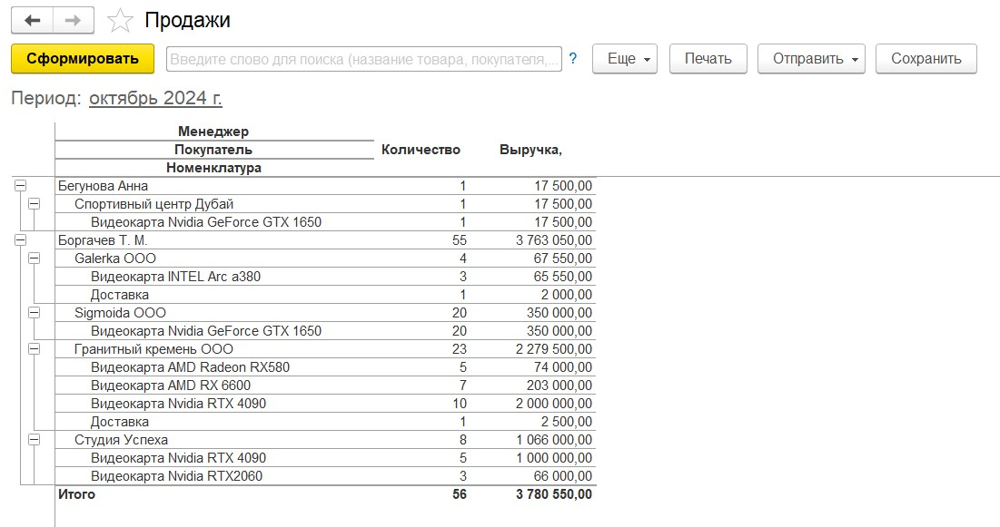 Продажи
Сформировать Введите слово для поиска (название товара, покупателя,... ? Еще Печать Отправить Сохранить
Период: октябрь 2024 г.
Менеджер
Покупатель Количество Выручка,
Номенклатура
Бегунова Анна 1 17 500,00
Спортивный центр Дубай 1 17 500,00
Видеокарта Nvidia GeForce GTX 1650 1 17 500,00
Боргачев Т. М. 55 3 763 050,00
Galerka ООО 4 67 550,00
Видеокарта INTEL Arc a380 3 65 550,00
Доставка 1 2 000,00
Sigmoida ООО 20 350 000,00
Видеокарта Nvidia GeForce GTX 1650 20 350 000,00
Гранитный кремень ООО 23 2 279 500,00
Видеокарта AMD Radeon RX580 5 74 000,00
Видеокарта AMD RX 6600 7 203 000,00
Видеокарта Nvidia RTX 4090 10 2 000 000,00
Доставка 1 2 500,00
Студия Успеха 8 1 066 000,00
Видеокарта Nvidia RTX 4090 5 1 000 000,00
Видеокарта Nvidia RTX2060 3 66 000,00
Итого 56 3 780 550,00